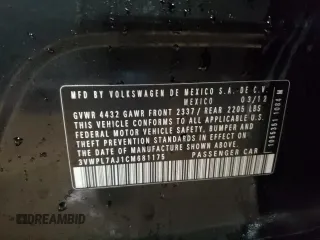 MFD BY VOLKSWAGEN DE MEXICO S.A. DE C.V.
MEXICO 03/12
GVWR 4432 GAWR FRONT 2337 / REAR 2205 LBS
THIS VEHICLE CONFORMS TO ALL APPLICABLE
U.S. FEDERAL MOTOR VEHICLE SAFETY, BUMPER AND
THEFT PREVENTION STANDARDS IN EFFECT ON THE
DATE OF MANUFACTURE SHOWN ABOVE
3VWPL7AJ1CM681175 PASSENGER CAR
DREAMBID